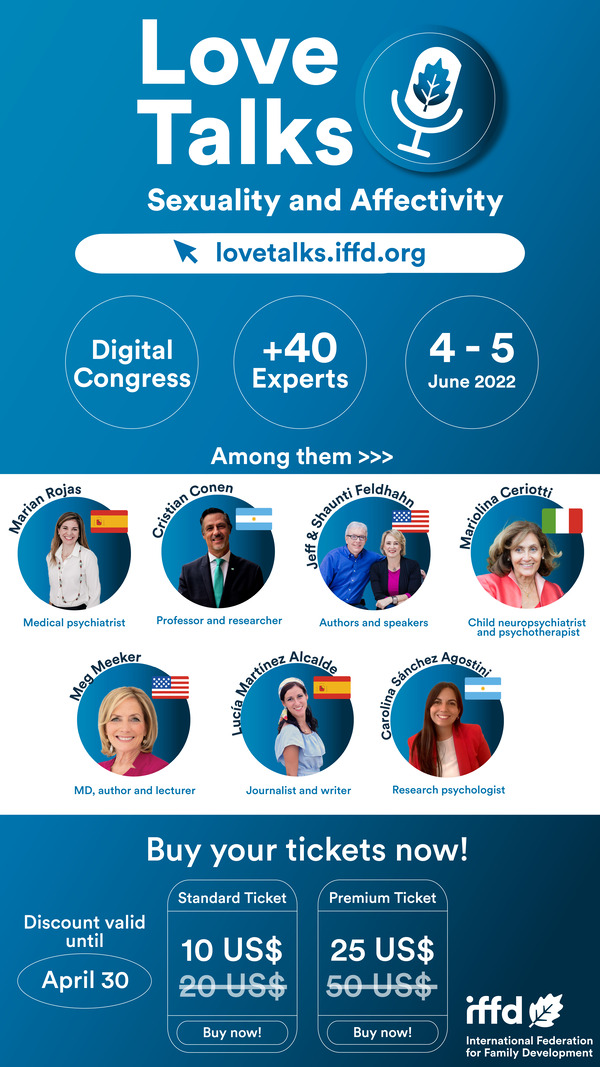 Love
Talks
Sexuality and Affectivity
lovetalks.iffd.org
Digital
Congress
+40
Experts
4 - 5
June 2022
Among them >>>
Marian Rojas
Medical psychiatrist
Cristian Conen
Professor and researcher
Jeff & Shaunti Feldhahn
Authors and speakers
Mariolina Ceriotti
Child neuropsychiatrist
and psychotherapist
Meg Meeker
MD, author and lecturer
Lucía Martínez Alcalde
Journalist and writer
Carolina Sánchez Agostini
Research psychologist
Buy your tickets now!
Discount valid
until
April 30
Standard Ticket
10 US$
20 US$
Buy now!
Premium Ticket
25 US$
50 US$
Buy now!
iffd
International Federation
for Family Development